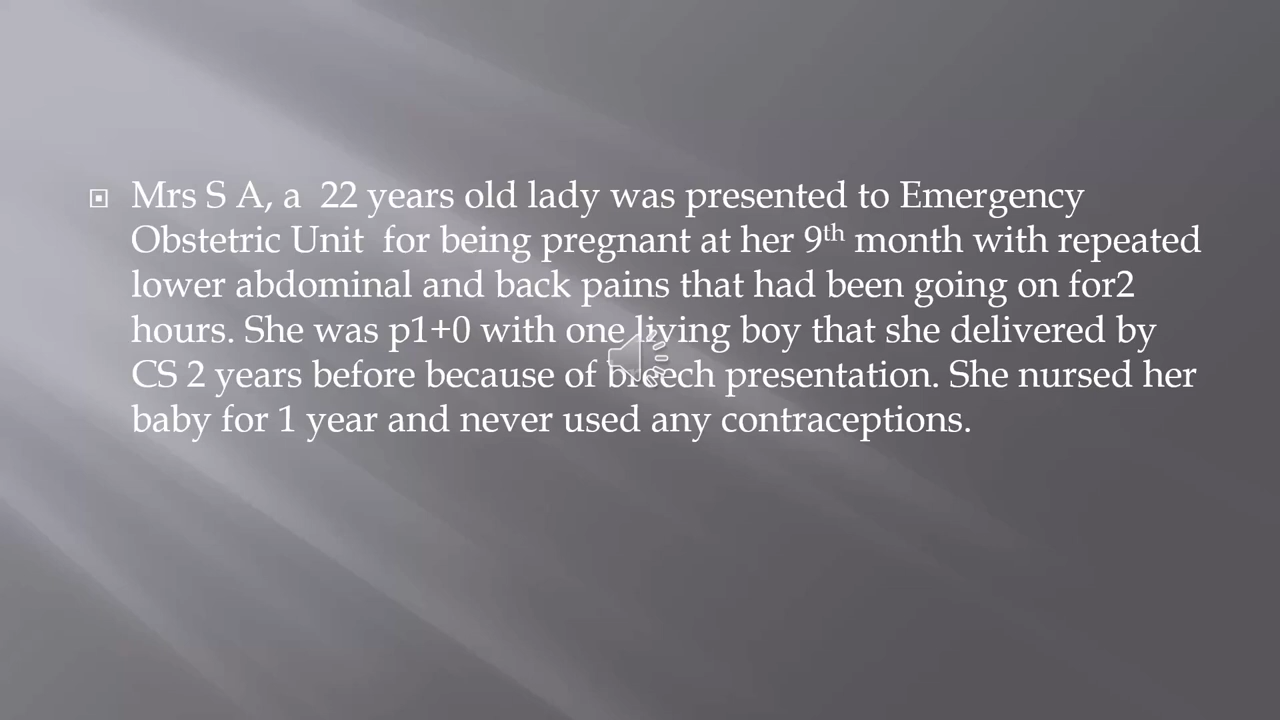 Mrs S A, a 22 years old lady was presented to Emergency
Obstetric Unit for being pregnant at her 9th month with repeated
lower abdominal and back pains that had been going on for2
hours. She was p1+0 with one living boy that she delivered by
CS 2 years before because of breech presentation. She nursed her
baby for 1 year and never used any contraceptions.